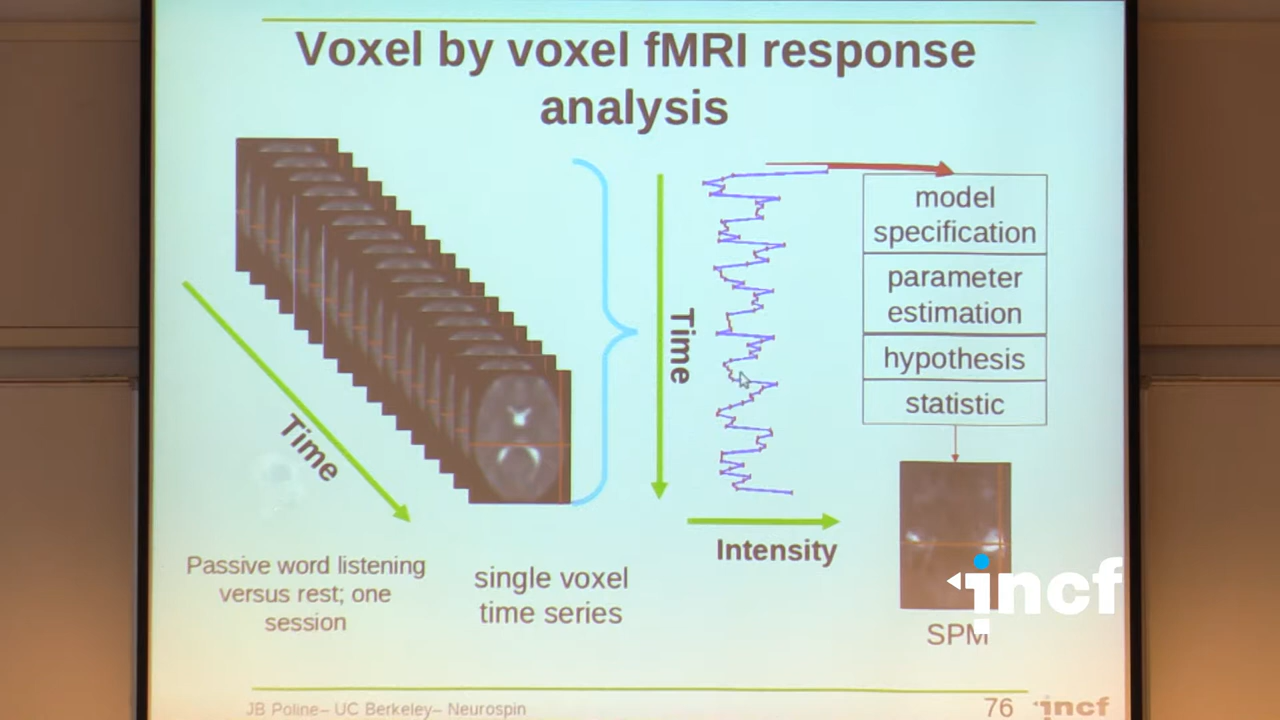 Voxel by voxel fMRI response
analysis
Time
Passive word listening
versus rest; one
session
single voxel
time series
Time
Intensity
model
specification
parameter
estimation
hypothesis
statistic
SPM
incf
JB Poline– UC Berkeley– Neurospin
76
incf